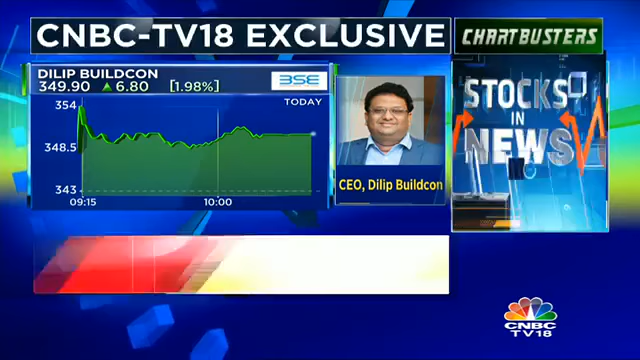 CNBC-TV18 EXCLUSIVE
CHARTBUSTERS
DILIP BUILDCON
349.90 ▲ 6.80 [1.98%]
BSE
TODAY
354
348.5
343
09:15 10:00
CEO, Dilip Buildcon
STOCKS
IN
NEWS
CNBC
TV18